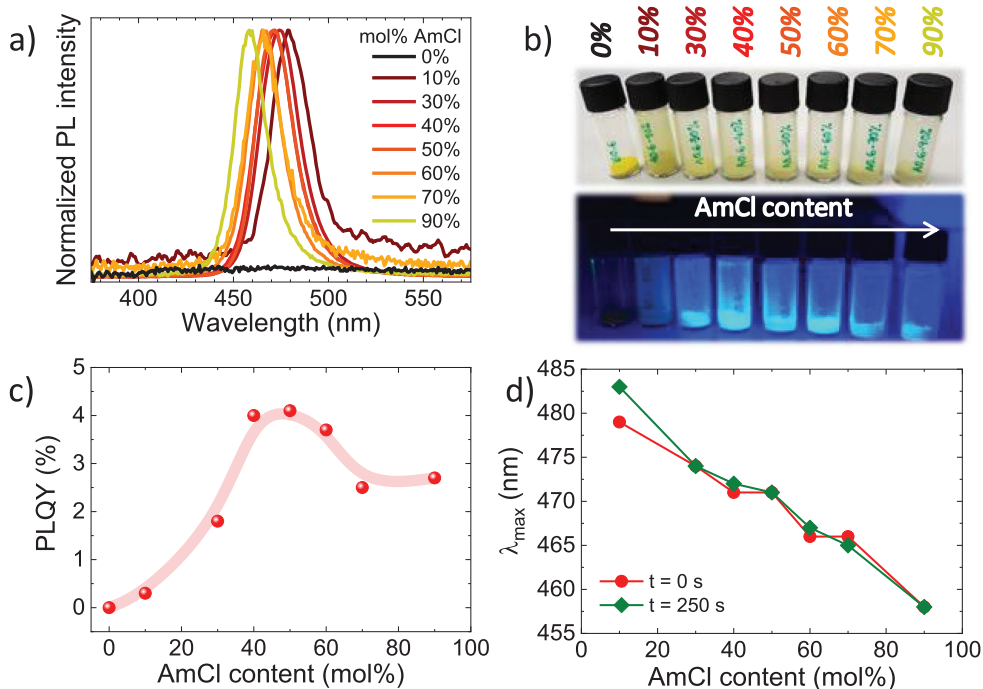 a)
Normalized PL intensity
mol% AmCl
0%
10%
30%
40%
50%
60%
70%
90%
400
450
500
550
Wavelength (nm)
b)
0% 10% 30% 40% 50% 60% 70% 90%
AmCl content
c)
PLQY (%)
5
4
3
2
1
0
0 20 40 60 80 100
AmCl content (mol%)
d)
λmax (nm)
485
480
475
470
465
460
455
t = 0 s
t = 250 s
0 20 40 60 80 100
AmCl content (mol%)